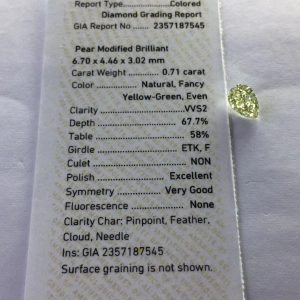 Report Type..............Colored
Diamond Grading Report
GIA Report No ...... 2357187545
Pear Modified Brilliant
6.70 x 4.46 x 3.02 mm
Carat Weight ............ 0.71 carat
Color ............... Natural, Fancy
Yellow-Green, Even
Clarity ...........................VVS2
Depth ..........................67.7%
Table ............................ 58%
Girdle ........................ETK, F
Culet ............................NON
Polish ..................... Excellent
Symmetry ............. Very Good
Fluorescence ............... None
Clarity Char: Pinpoint, Feather,
Cloud, Needle
Ins: GIA 2357187545
Surface graining is not shown.